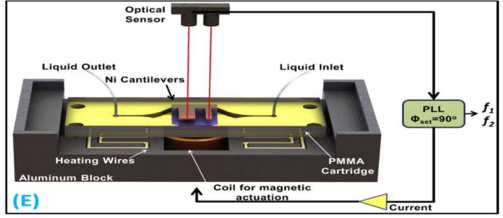 Optical
Sensor
Liquid Outlet
Liquid Inlet
Ni Cantilevers
PLL
Φset=90°
f1
f2
Heating Wires
PMMA
Cartridge
Aluminum Block
Coil for magnetic
actuation
(E)
Current